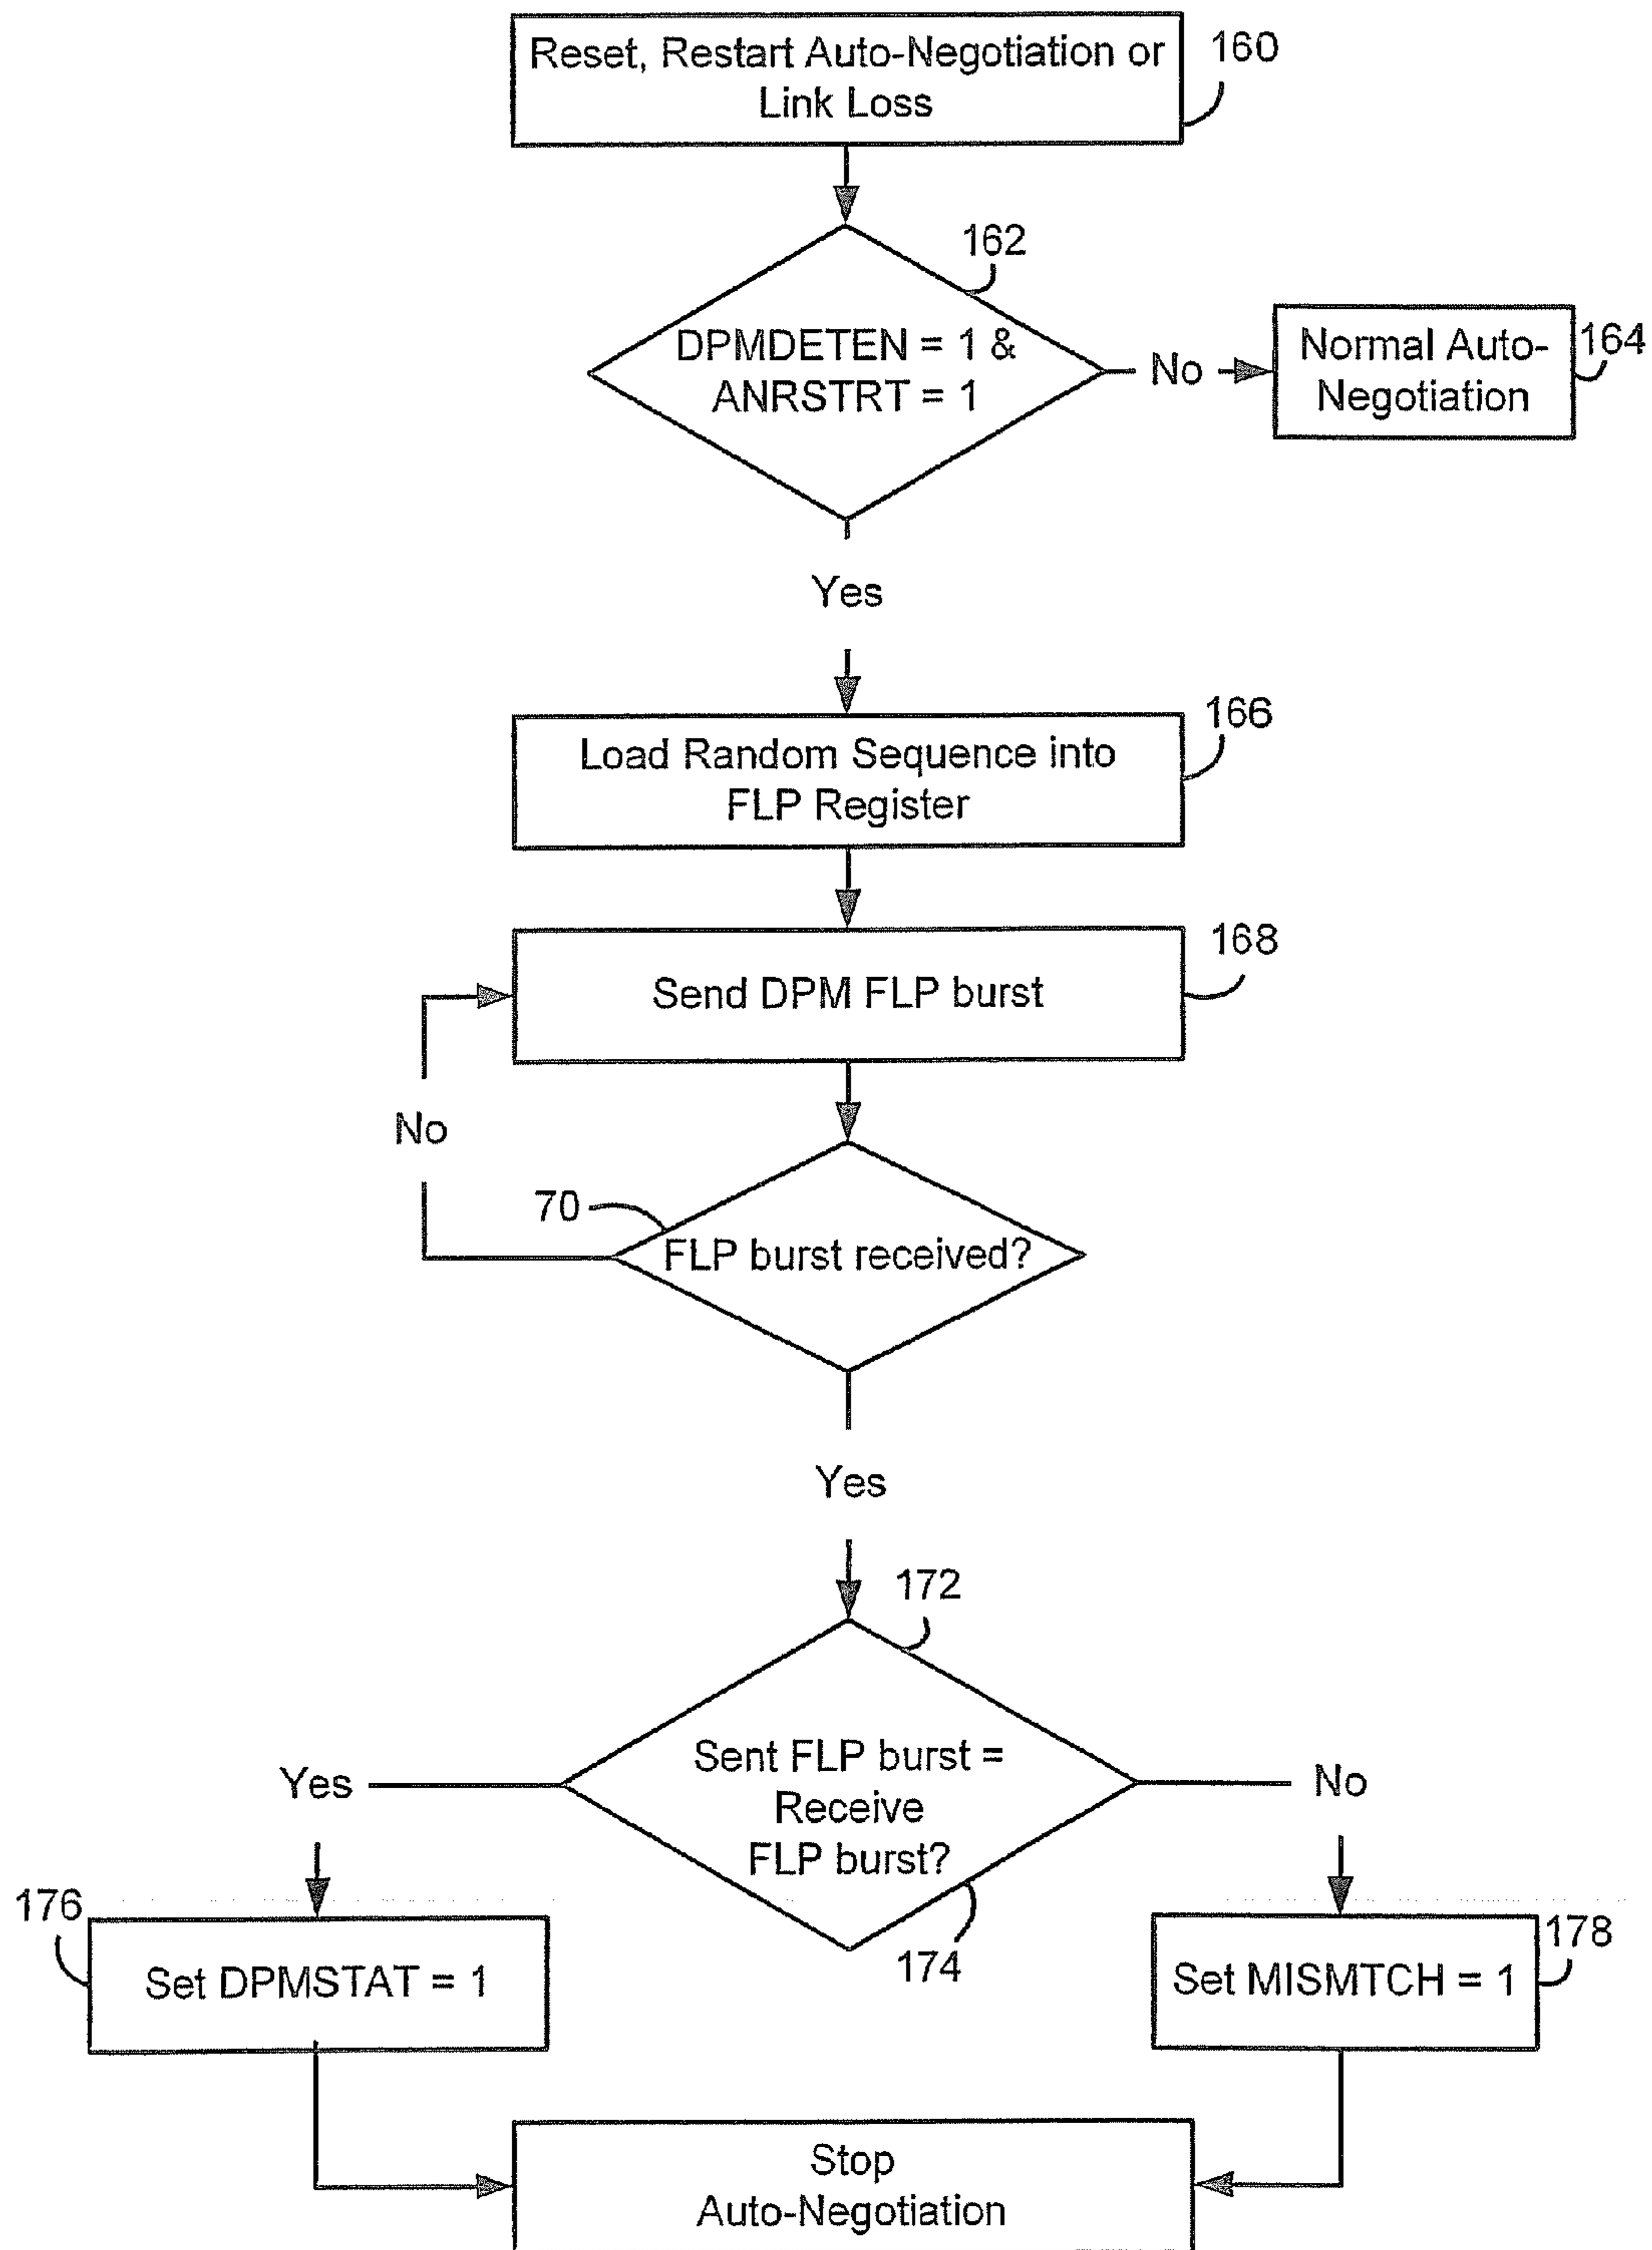 Reset, Restart Auto-Negotiation or
Link Loss
160
162
DPMDETEN = 1 &
ANRSTRT = 1
No
Normal Auto-
Negotiation
164
Yes
Load Random Sequence into
FLP Register
166
Send DPM FLP burst
168
No
70
FLP burst received?
Yes
172
Sent FLP burst =
Receive
FLP burst?
174
Yes
No
176
Set DPMSTAT = 1
Set MISMTCH = 1
178
Stop
Auto-Negotiation